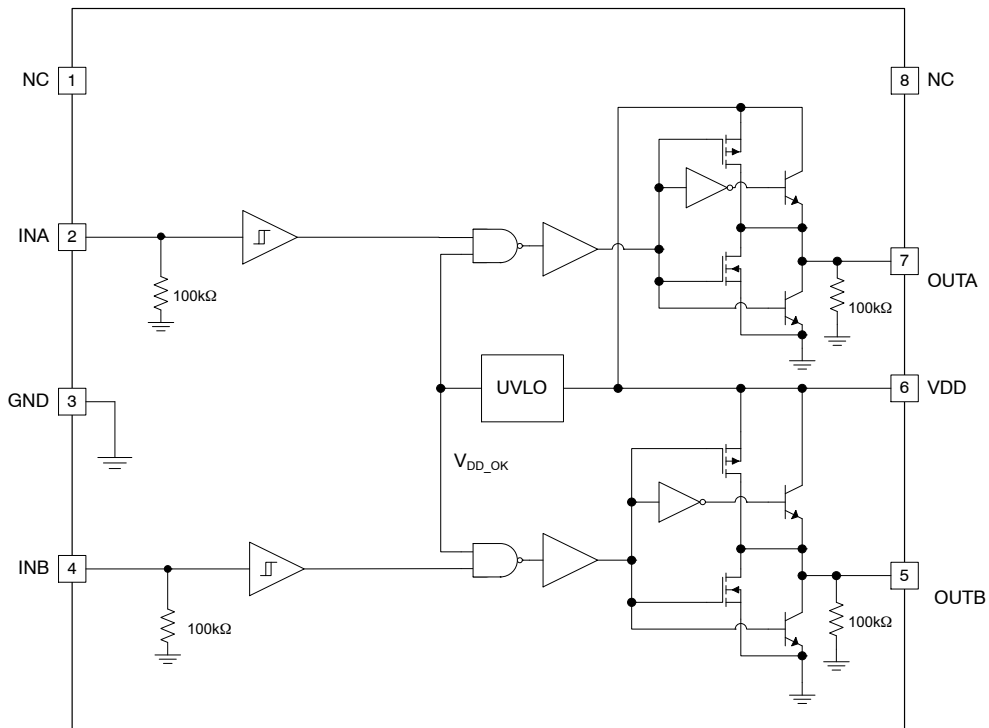 NC 1
8 NC
INA 2
100kΩ
7 OUTA
100kΩ
GND 3
UVLO
6 VDD
VDD_OK
INB 4
100kΩ
5 OUTB
100kΩ